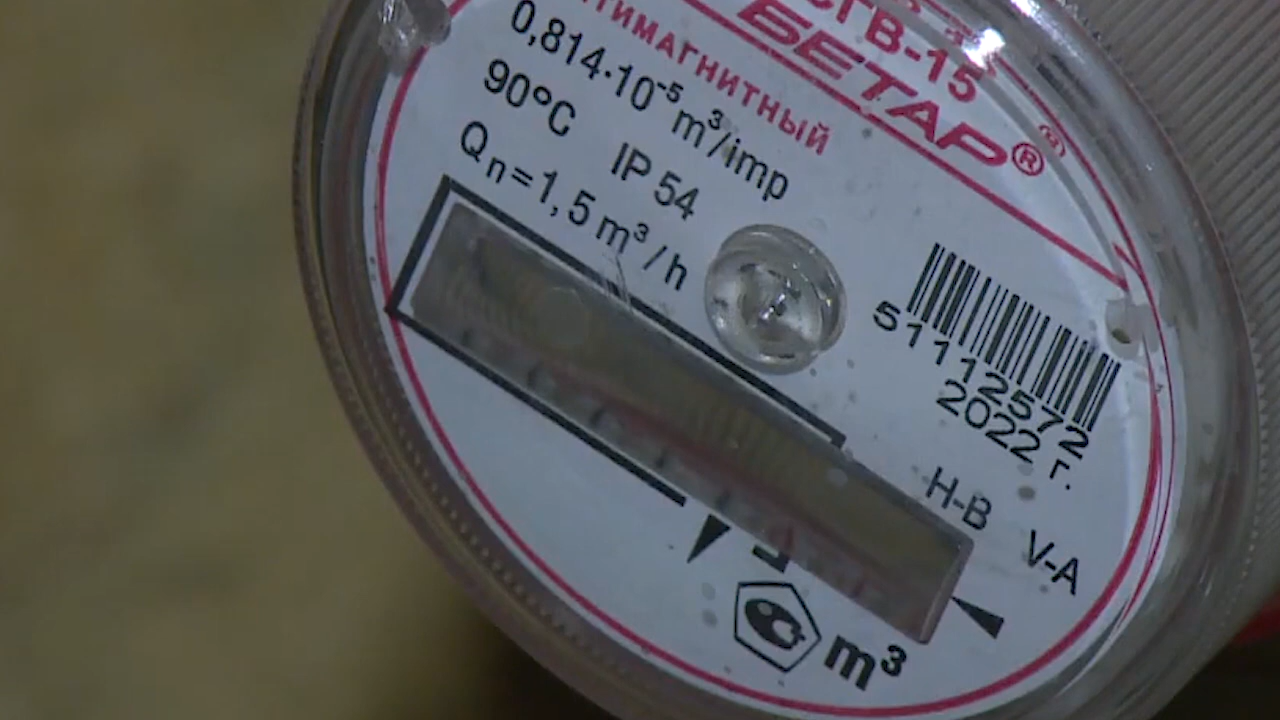 СГВ-15
БЕТАР®
ТИМАГНИТНЫЙ
0,814·10⁻⁵ m³/imp
90°C IP 54
Qn=1,5 m³/h
51112572
2022 г.
H-B V-A
m³